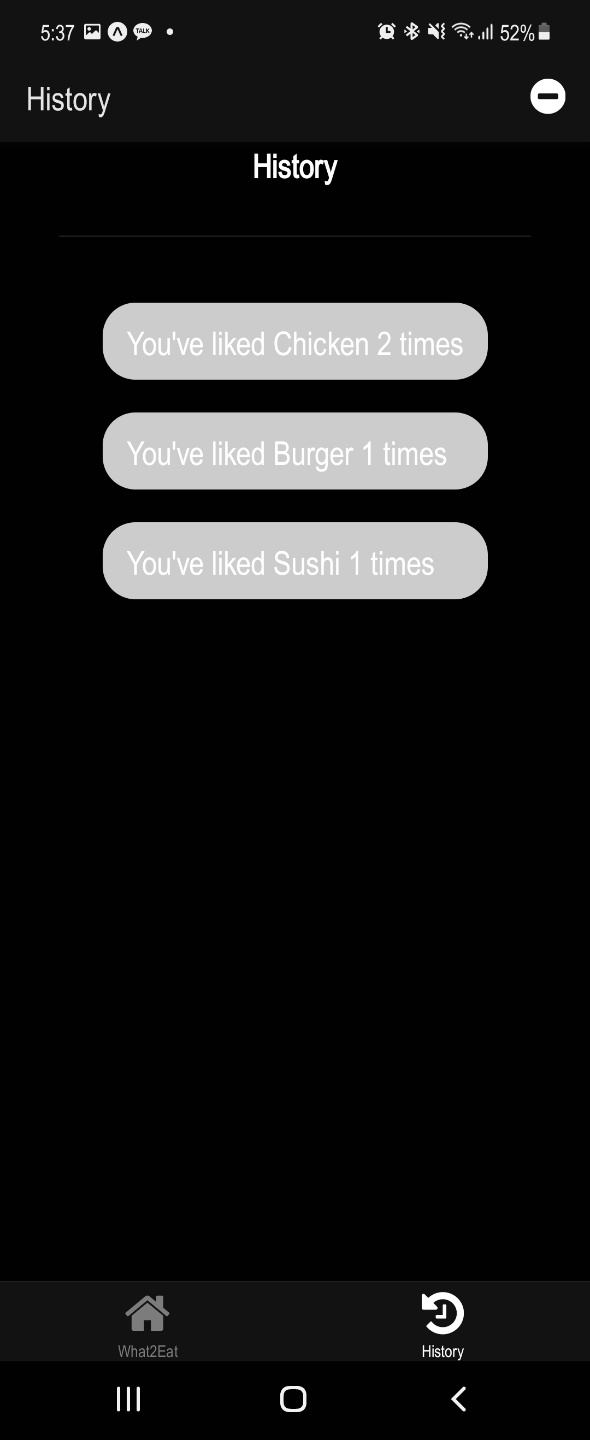 5:37 TALK 52%
History
History
You've liked Chicken 2 times
You've liked Burger 1 times
You've liked Sushi 1 times
What2Eat History